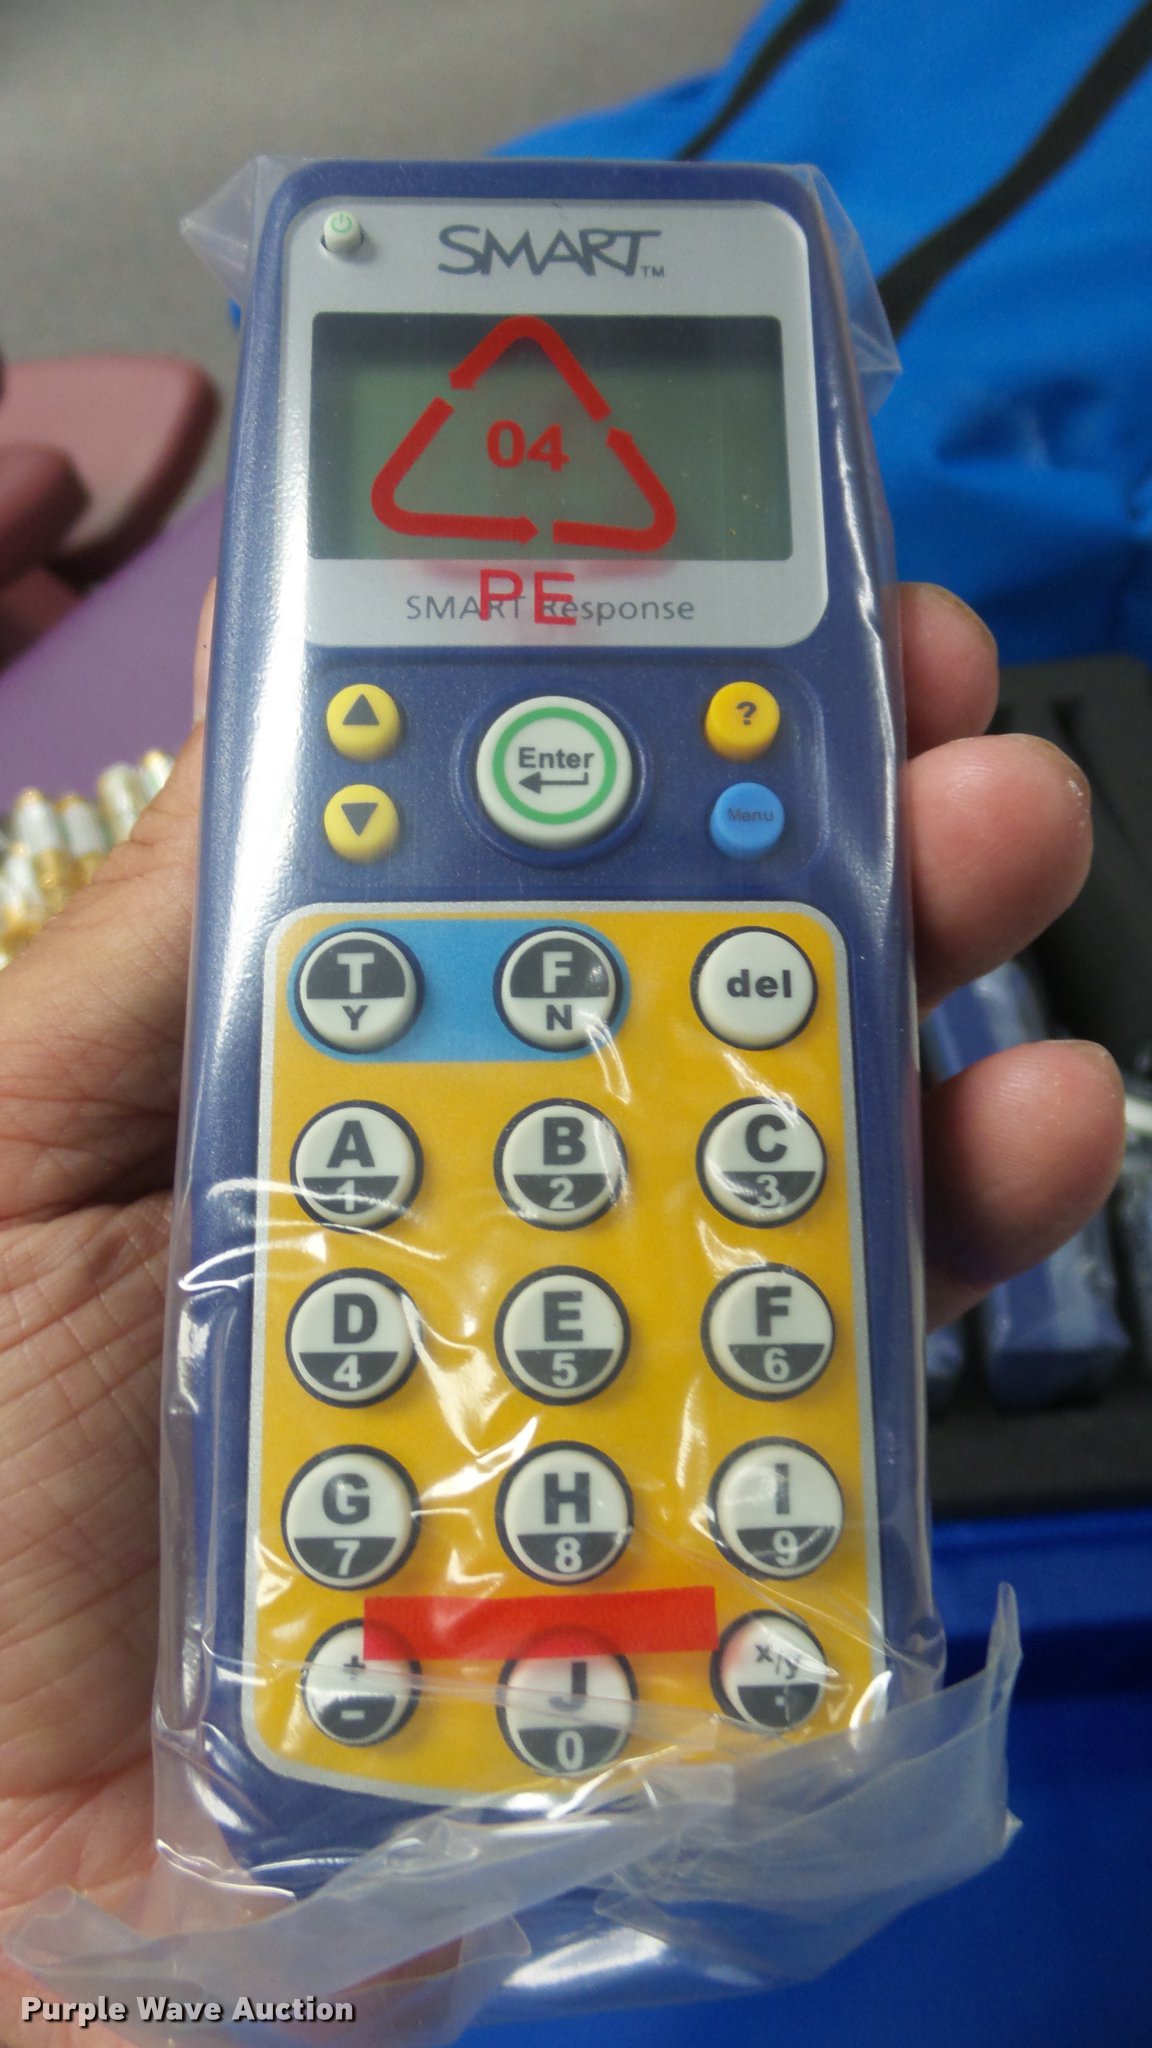 SMART™
04
PE
SMART Response
?
Enter
Menu
T F del
Y N
A B C
1 2 3
D E F
4 5 6
G H I
7 8 9
+ J x/y
- 0 .
Purple Wave Auction